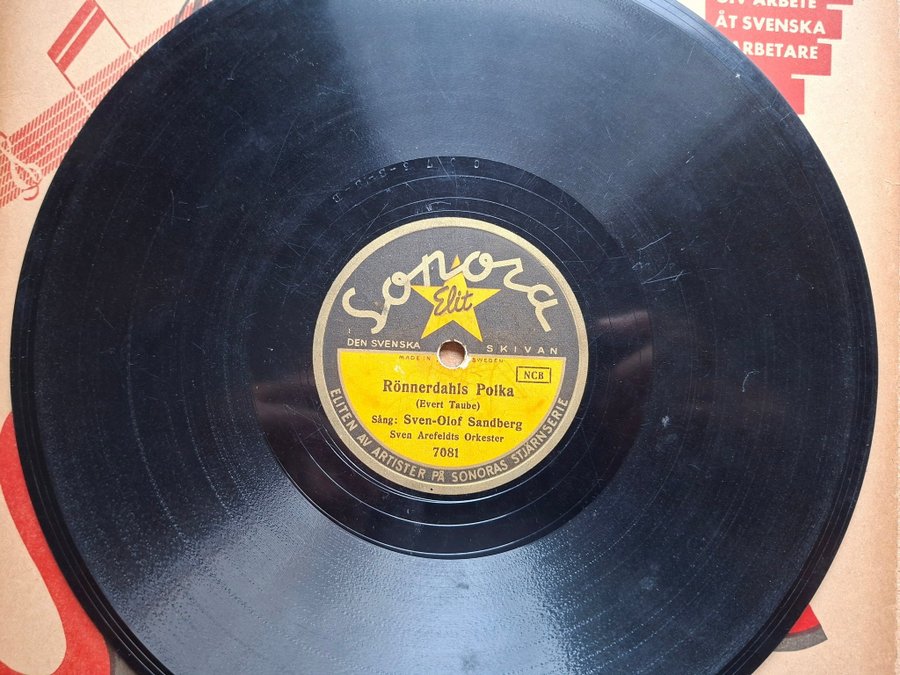 ÅT SVENSKA
ARBETARE
Sonora
Elit
DEN SVENSKA SKIVAN
MADE IN SWEDEN
NCB
Rönnerdahls Polka
(Evert Taube)
Sång: Sven-Olof Sandberg
Sven Arefeldts Orkester
7081
ELITEN AV ARTISTER PÅ SONORAS STJÄRNSERIE